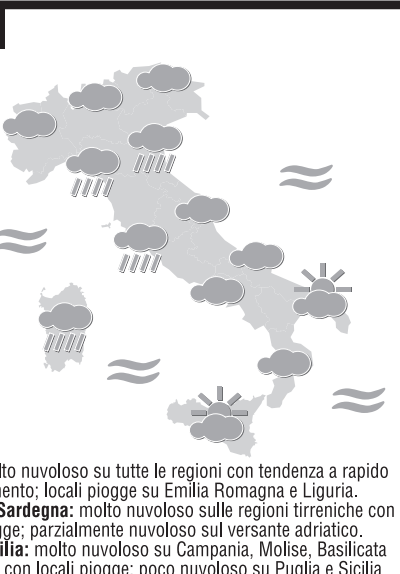 lto nuvoloso su tutte le regioni con tendenza a rapido
mento; locali piogge su Emilia Romagna e Liguria.
Sardegna: molto nuvoloso sulle regioni tirreniche con
gge; parzialmente nuvoloso sul versante adriatico.
ilia: molto nuvoloso su Campania, Molise, Basilicata
con locali piogge; poco nuvoloso su Puglia e Sicilia